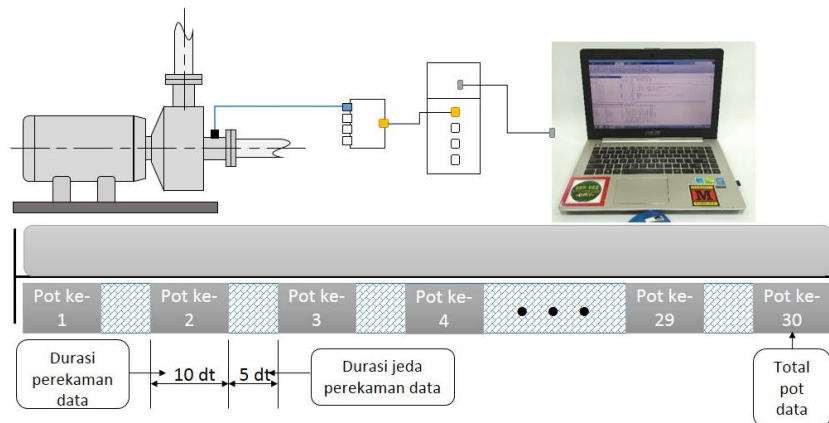 Pot ke-
1
Pot ke-
2
Pot ke-
3
Pot ke-
4
Pot ke-
29
Pot ke-
30
Durasi
perekaman
data
10 dt
5 dt
Durasi jeda
perekaman data
Total
pot
data
ASUS
M